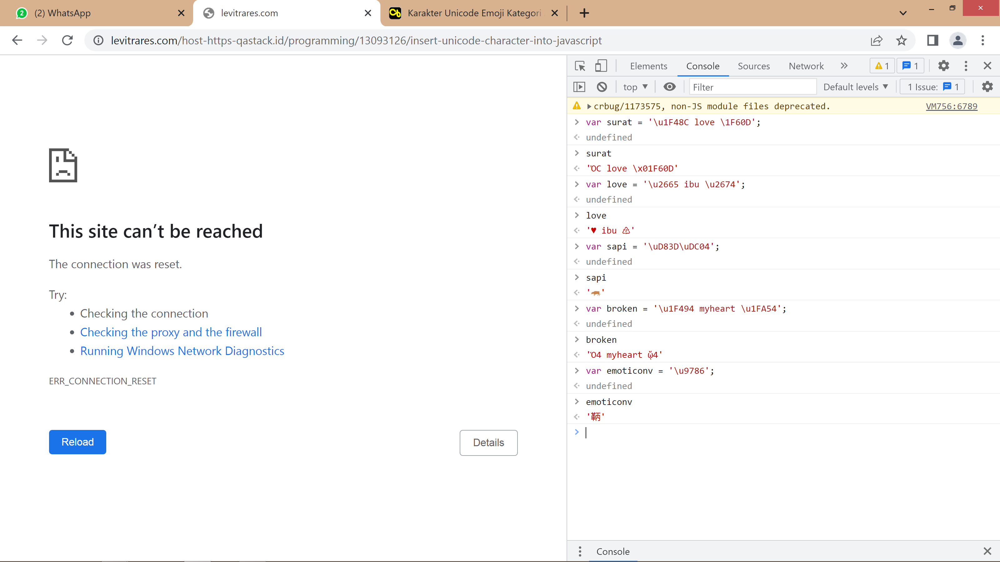 (2) WhatsApp
levitrares.com
Karakter Unicode Emoji Kategori
levitrares.com/host-https-qastack.id/programming/13093126/insert-unicode-character-into-javascript
This site can’t be reached
The connection was reset.
Try:
• Checking the connection
• Checking the proxy and the firewall
• Running Windows Network Diagnostics
ERR_CONNECTION_RESET
Reload
Details
Elements
Console
Sources
Network
1
1
top
Filter
Default levels
1 Issue: 1
crbug/1173575, non-JS module files deprecated. VM756:6789
var surat = '\u1F48C love \1F60D';
undefined
surat
'ὈC love \x01F60D'
var love = '\u2665 ibu \u2674';
undefined
love
'♥ ibu ♴'
var sapi = '\uD83D\uDC04';
undefined
sapi
'🐄'
var broken = '\u1F494 myheart \u1FA54';
undefined
broken
'Ὁ4 myheart ᾥ4'
var emoticonv = '\u9786';
undefined
emoticonv
'鞆'
Console